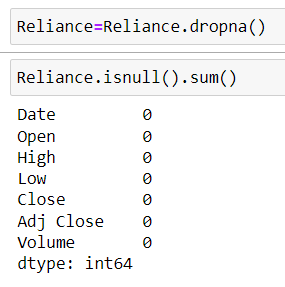 Reliance=Reliance.dropna()
Reliance.isnull().sum()
Date 0
Open 0
High 0
Low 0
Close 0
Adj Close 0
Volume 0
dtype: int64